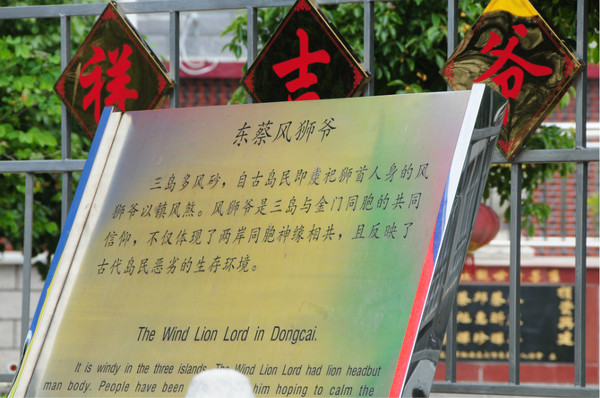 祥 吉 爷
东蔡风狮爷
三岛多风砂，自古岛民即虔祀狮首人身的风
狮爷以赖风煞。风狮爷是三岛与金门同胞的共同
信仰，不仅体现了两岸同胞神缘相共，且反映了
古代岛民恶劣的生存环境。
The Wind Lion Lord in Dongcai.
It is windy in the three islands. The Wind Lion Lord had lion headbut
man body. People have been him hoping to calm the